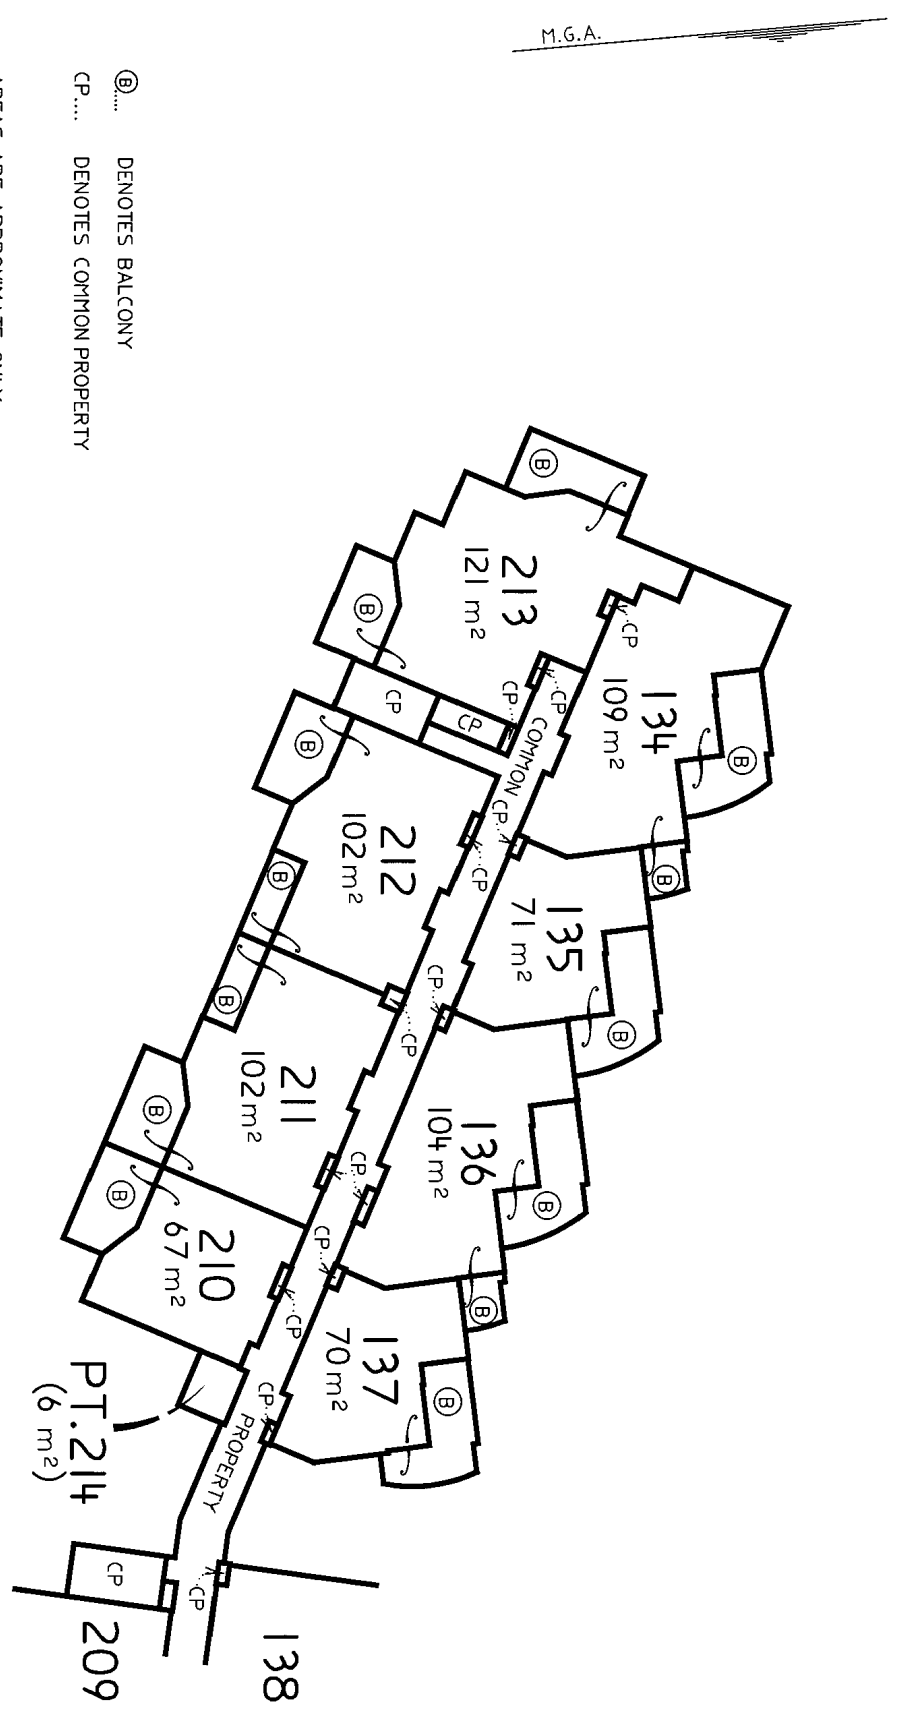 M.G.A.
Ⓑ..... DENOTES BALCONY
CP.... DENOTES COMMON PROPERTY
B
213
121 m²
CP
B
134
109 m²
CP
CP
CP
CP
COMMON
B
B
212
102 m²
CP
CP
B
B
135
71 m²
CP
B
CP
B
211
102 m²
136
104 m²
B
CP
B
B
210
67 m²
CP
CP
B
137
70 m²
CP
B
PT.214
(6 m²)
PROPERTY
CP
CP
209
138